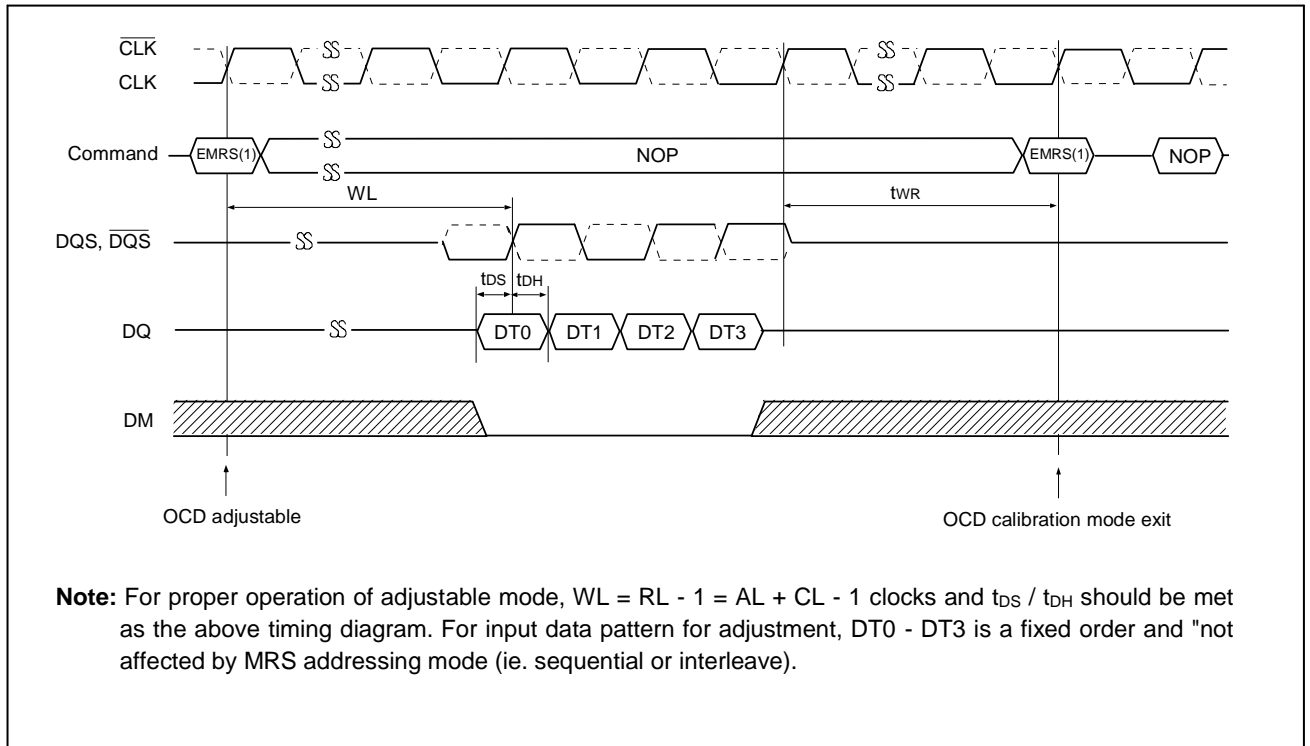 CLK
CLK
Command
EMRS(1)
NOP
EMRS(1)
NOP
WL
tWR
DQS, DQS
tDS
tDH
DQ
DT0
DT1
DT2
DT3
DM
OCD adjustable
OCD calibration mode exit
Note: For proper operation of adjustable mode, WL = RL - 1 = AL + CL - 1 clocks and tDS / tDH should be met
as the above timing diagram. For input data pattern for adjustment, DT0 - DT3 is a fixed order and "not
affected by MRS addressing mode (ie. sequential or interleave).